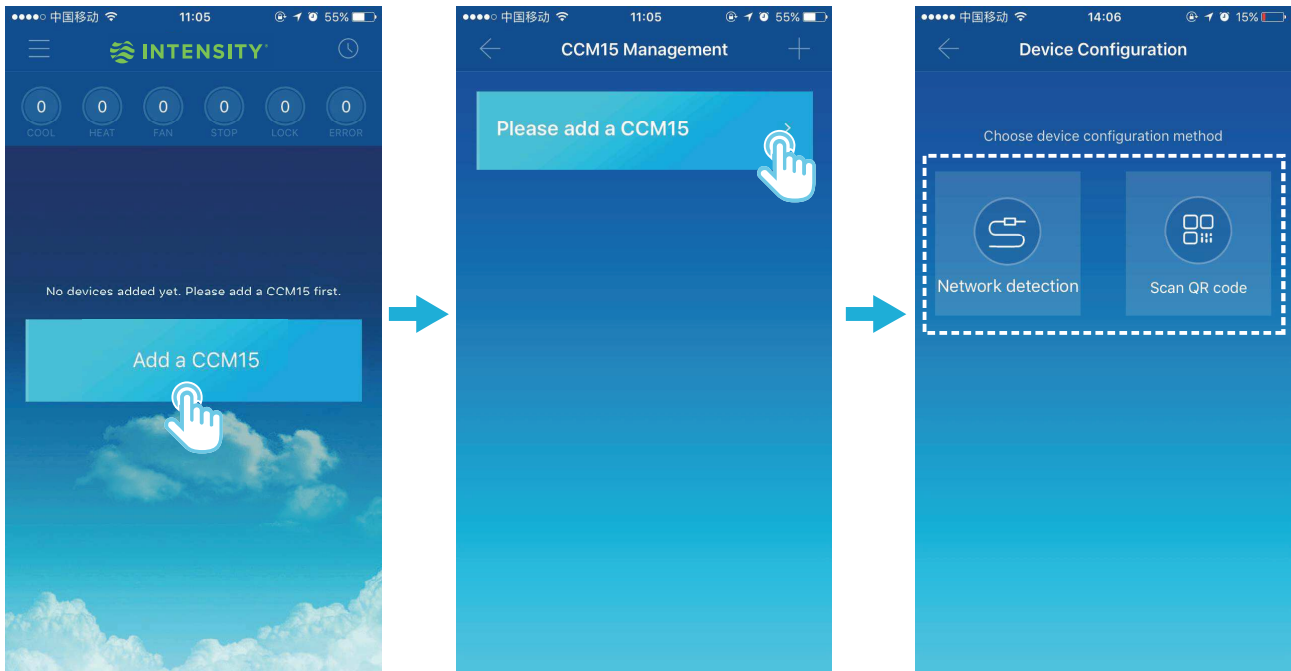 中国移动 11:05 55%
INTENSITY
0 0 0 0 0 0
COOL HEAT FAN STOP LOCK ERROR
No devices added yet. Please add a CCM15 first.
Add a CCM15
中国移动 11:05 55%
CCM15 Management
Please add a CCM15
中国移动 14:06 15%
Device Configuration
Choose device configuration method
Network detection
Scan QR code